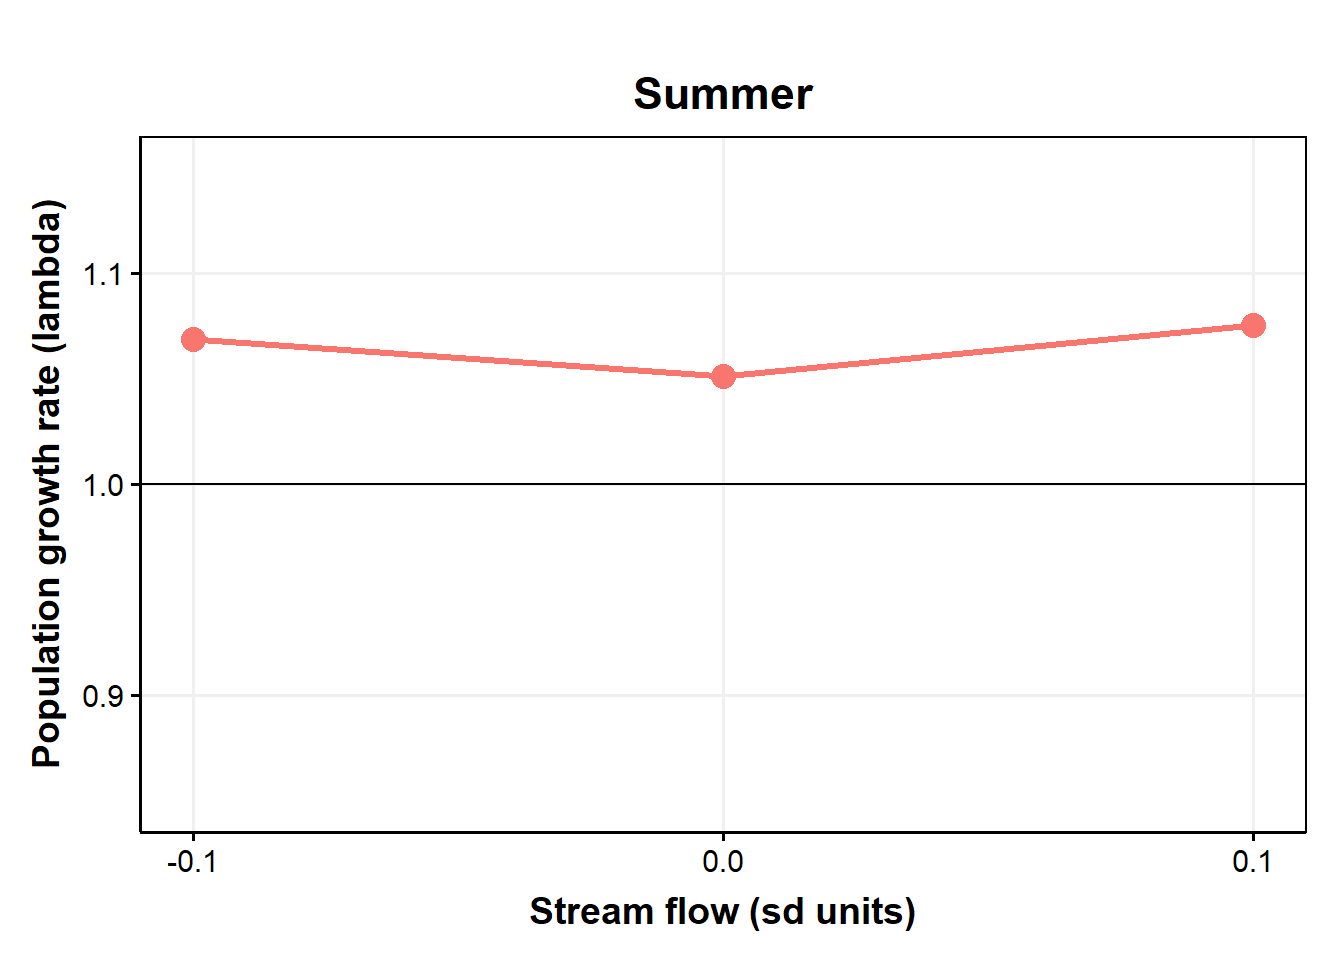 Summer
Population growth rate (lambda)
1.1
1.0
0.9
-0.1 0.0 0.1
Stream flow (sd units)